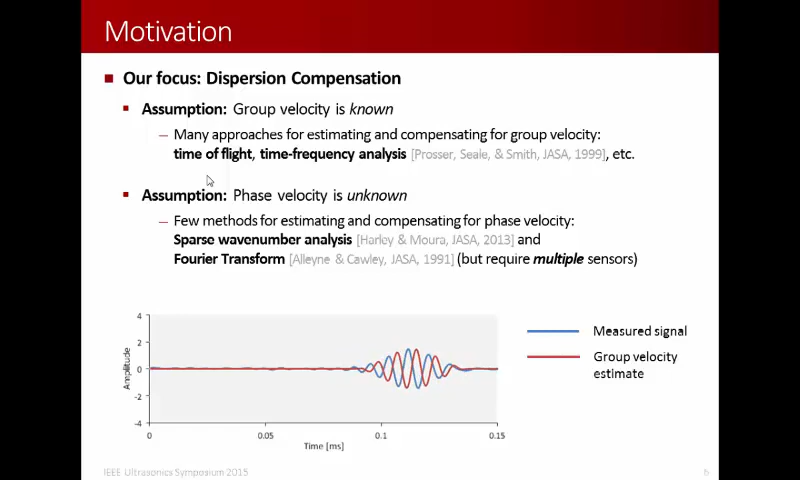 Motivation
Our focus: Dispersion Compensation
Assumption: Group velocity is known
– Many approaches for estimating and compensating for group velocity:
time of flight, time-frequency analysis [Prosser, Seale, & Smith, JASA, 1999], etc.
Assumption: Phase velocity is unknown
– Few methods for estimating and compensating for phase velocity:
Sparse wavenumber analysis [Harley & Moura, JASA, 2013] and
Fourier Transform [Alleyne & Cawley, JASA, 1991] (but require multiple sensors)
4
2
0
-2
-4
Amplitude
0
0.05
0.1
0.15
Time [ms]
Measured signal
Group velocity
estimate
IEEE Ultrasonics Symposium 2015